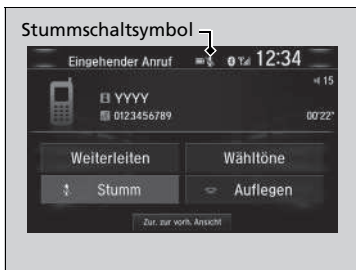 Stummschaltsymbol
Eingehender Anruf 12:34
15
YYYY
0123456789 00'22"
Weiterleiten Wähltöne
Stumm Auflegen
Zur. zur vorh. Ansicht